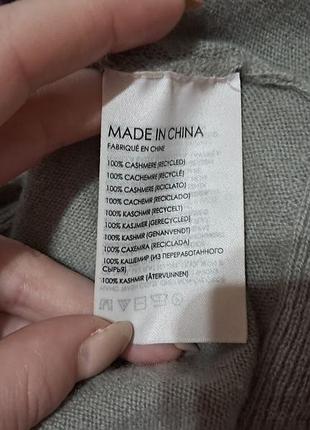 MADE IN CHINA
FABRIQUÉ EN CHINE
100% CASHMERE (RECYCLED)
100% CACHEMIRE (RECYCLÉ)
100% CASHMERE (RICICLATO)
100% CACHEMIR (RECICLADO)
100% KASCHMIR (RECYCELT)
100% KASJMIER (GERECYCLED)
100% KASHMIR (GENANVENDT)
100% CAXEMIRA (RECICLADA)
100% КАШЕМИР (ИЗ ПЕРЕРАБОТАННОГО
СЫРЬЯ)
100% KASHMIR (ÅTERVUNNEN)